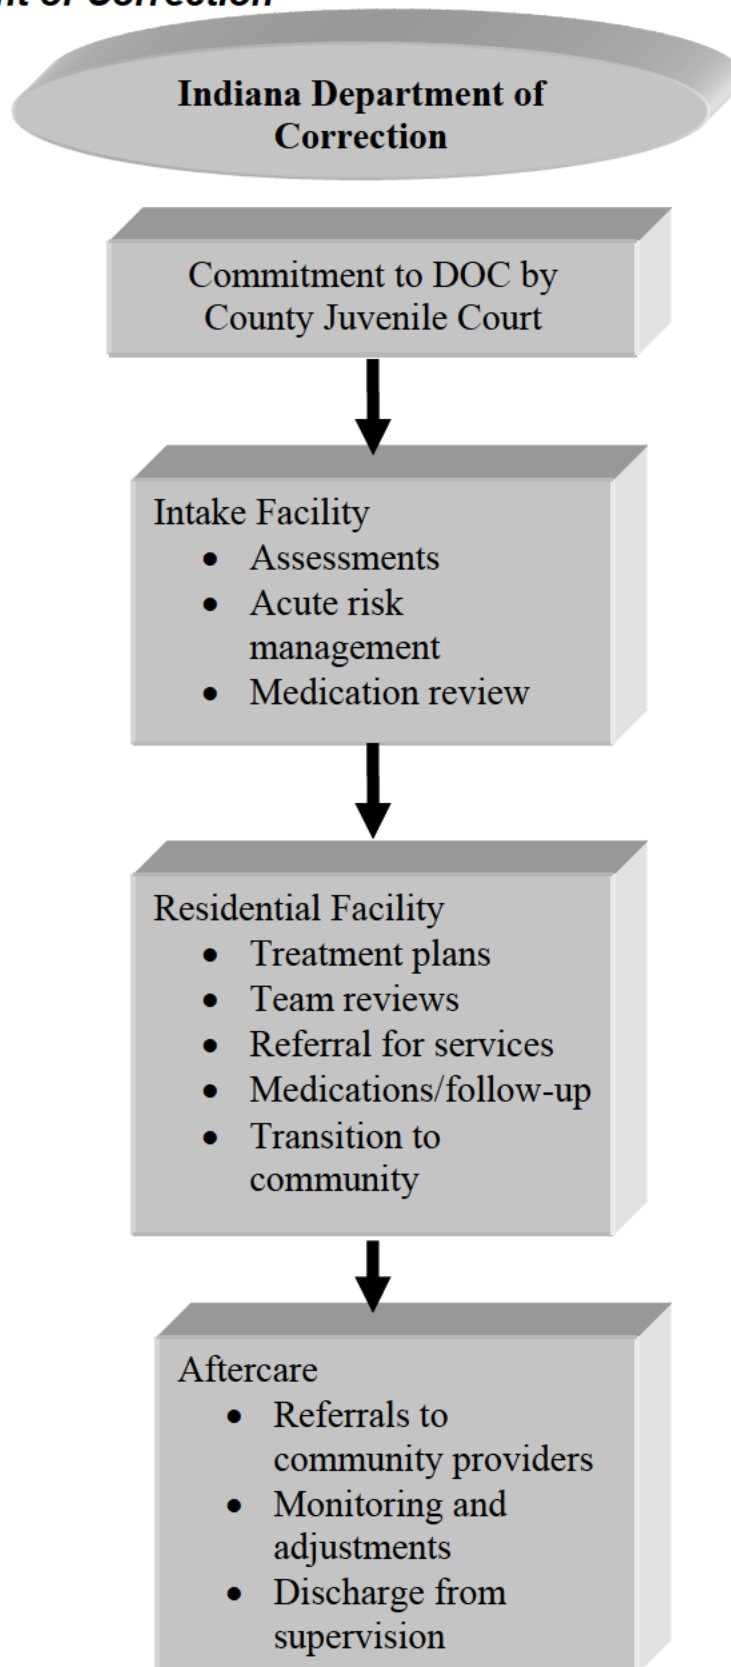 of Correction
Indiana Department of
Correction
Commitment to DOC by
County Juvenile Court
Intake Facility
• Assessments
• Acute risk
management
• Medication review
Residential Facility
• Treatment plans
• Team reviews
• Referral for services
• Medications/follow-up
• Transition to
community
Aftercare
• Referrals to
community providers
• Monitoring and
adjustments
• Discharge from
supervision